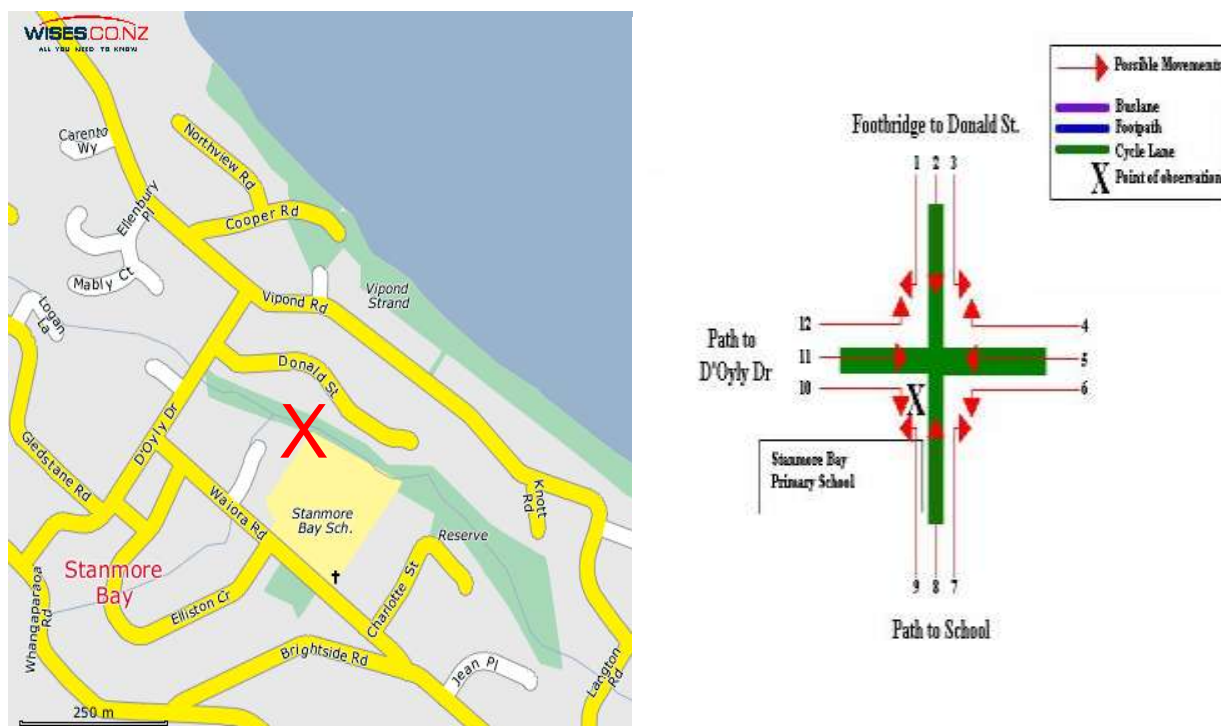 WISES.CO.NZ
ALL YOU NEED TO KNOW
Carento
Wy
Northview Rd
Ellenbury
Pl
Cooper Rd
Mably Ct
Logan
La
Vipond Rd
Vipond
Strand
Donald St
X
D'Oyly Dr
Gledstane Rd
Waiora Rd
Stanmore
Bay Sch.
Knott
Rd
Reserve
Stanmore
Bay
Elliston Cr
Charlotte St
Whangaparaoa
Rd
Brightside Rd
Jean Pl
Langton
Rd
250 m
Possible Movements
Buslane
Footpath
Cycle Lane
X Point of observation
Footbridge to Donald St.
1 2 3
12
4
Path to
D'Oyly Dr
11
5
10
6
X
Stanmore Bay
Primary School
9 8 7
Path to School